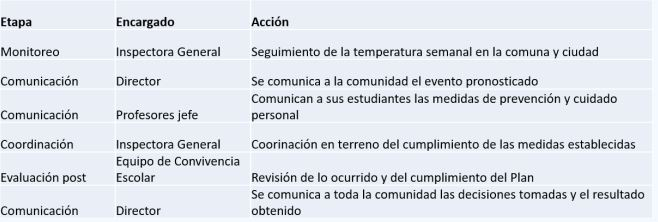 Etapa Encargado Acción
Monitoreo Inspectora General Seguimiento de la temperatura semanal en la comuna y ciudad
Comunicación Director Se comunica a la comunidad el evento pronosticado
Comunicación Profesores jefe Comunican a sus estudiantes las medidas de prevención y cuidado
personal
Coordinación Inspectora General Coorinación en terreno del cumplimiento de las medidas establecidas
Evaluación post Equipo de Convivencia
Escolar Revisión de lo ocurrido y del cumplimiento del Plan
Comunicación Director Se comunica a toda la comunidad las decisiones tomadas y el resultado
obtenido